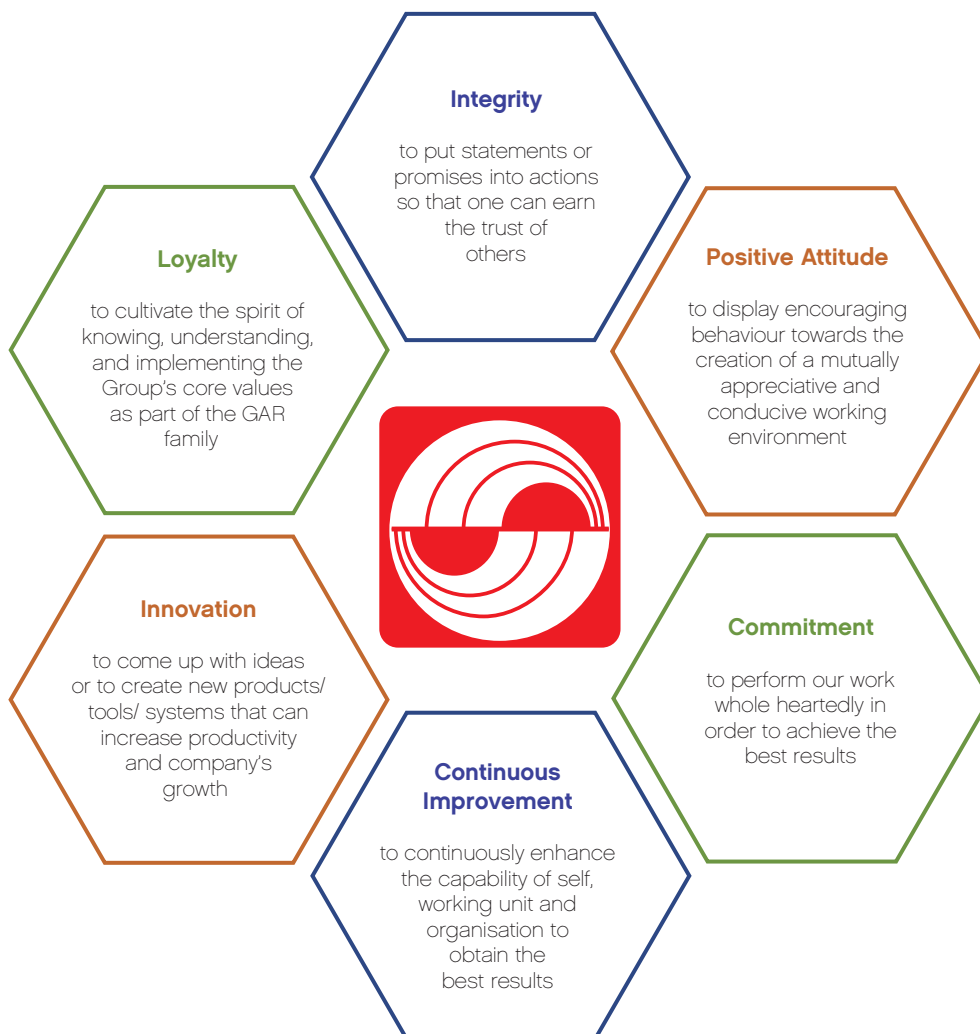 Integrity
to put statements or
promises into actions
so that one can earn
the trust of
others
Positive Attitude
to display encouraging
behaviour towards the
creation of a mutually
appreciative and
conducive working
environment
Commitment
to perform our work
whole heartedly in
order to achieve the
best results
Continuous
Improvement
to continuously enhance
the capability of self,
working unit and
organisation to
obtain the
best results
Innovation
to come up with ideas
or to create new products/
tools/ systems that can
increase productivity
and company's
growth
Loyalty
to cultivate the spirit of
knowing, understanding,
and implementing the
Group's core values
as part of the GAR
family